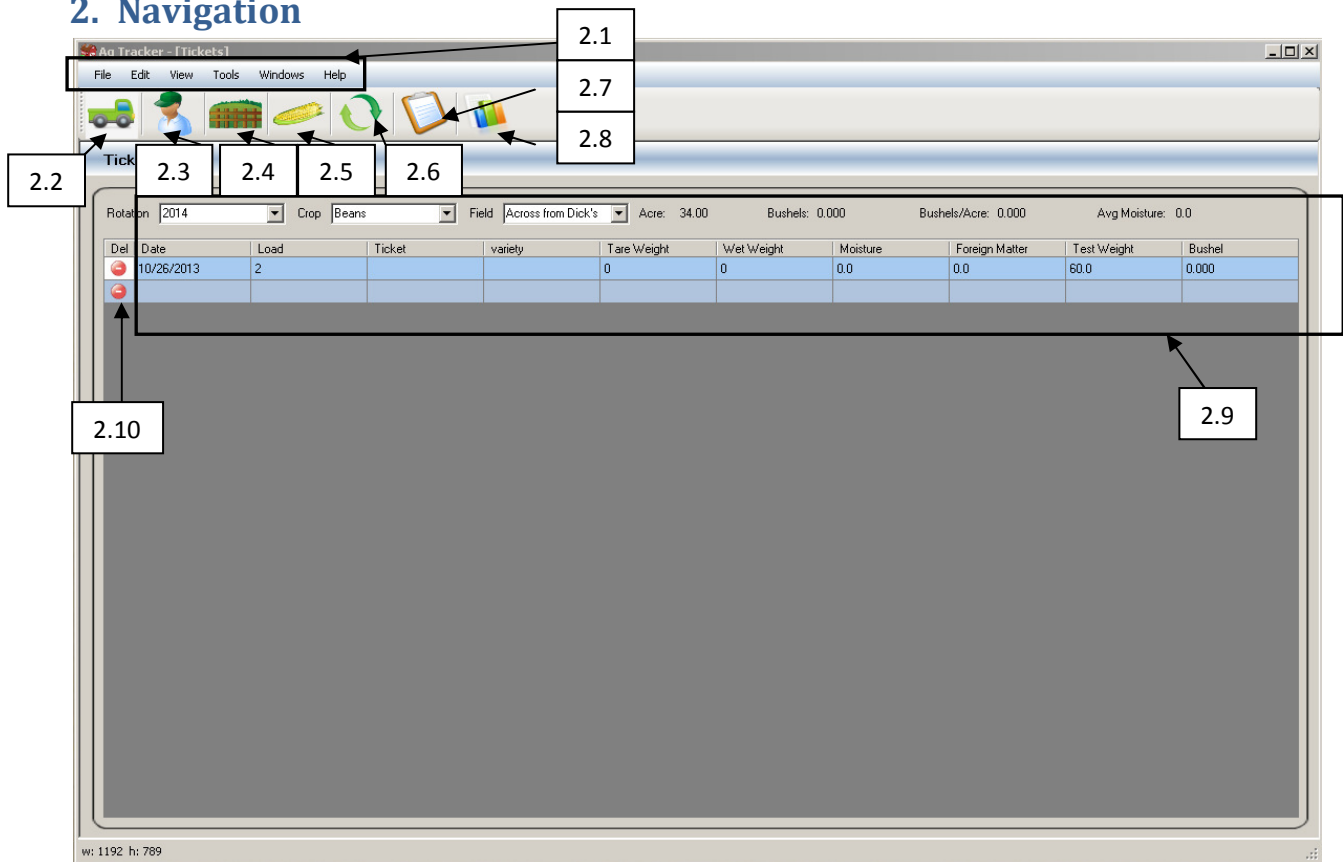 2. Navigation
2.1
Ag Tracker - [Tickets]
File Edit View Tools Windows Help
2.7
2.8
2.2
2.3
2.4
2.5
2.6
Tick
Rotation 2014 Crop Beans Field Across from Dick's Acre: 34.00 Bushels: 0.000 Bushels/Acre: 0.000 Avg Moisture: 0.0
Del Date Load Ticket variety Tare Weight Wet Weight Moisture Foreign Matter Test Weight Bushel
10/26/2013 2 0 0 0.0 0.0 60.0 0.000
2.9
2.10
w: 1192 h: 789